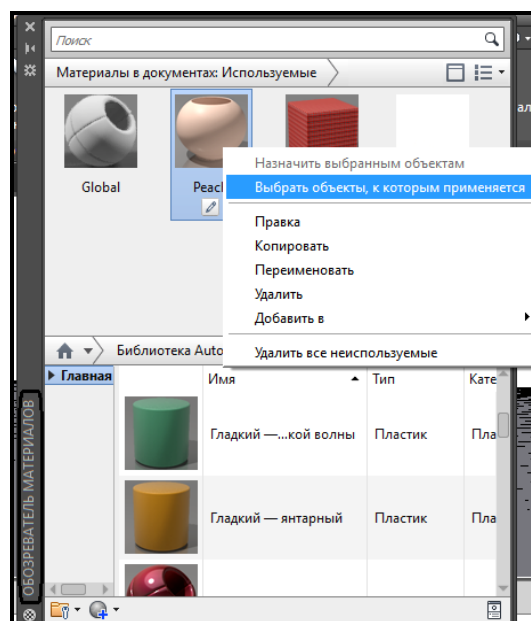 Поиск
Материалы в документах: Используемые
Global
Peach
Назначить выбранным объектам
Выбрать объекты, к которым применяется
Правка
Копировать
Переименовать
Удалить
Добавить в
Удалить все неиспользуемые
Библиотека Auto
Главная
Имя
Тип
Кате
Гладкий —...кой волны
Пластик
Пла
Гладкий — янтарный
Пластик
Пла
ОБОЗРЕВАТЕЛЬ МАТЕРИАЛОВ